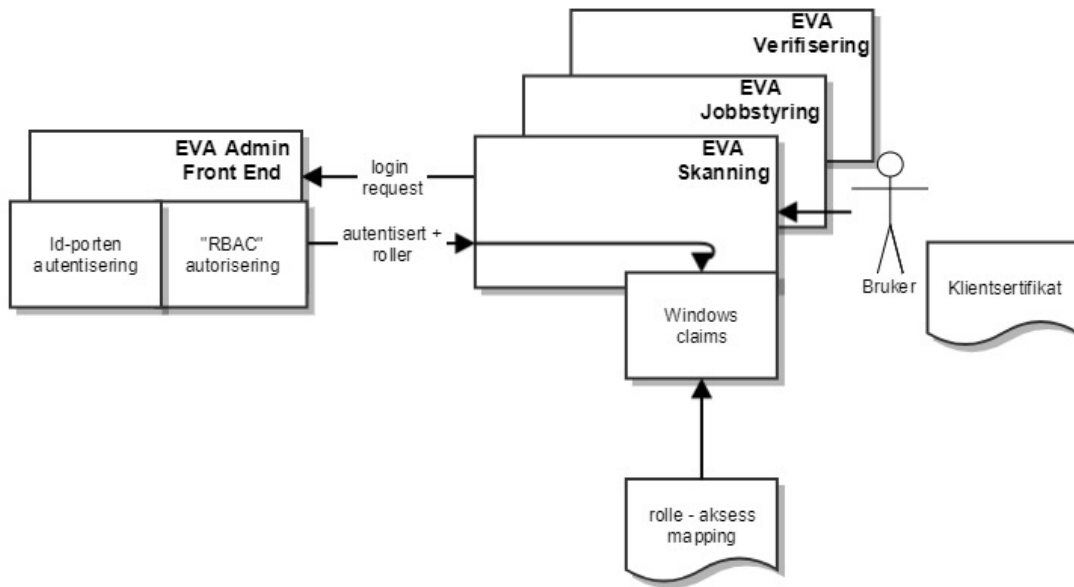 EVA
Verifisering
EVA
Jobbstyring
EVA
Skanning
EVA Admin
Front End
login
request
Id-porten
autentisering
"RBAC"
autorisering
autentisert +
roller
Bruker
Klientsertifikat
Windows
claims
rolle - aksess
mapping